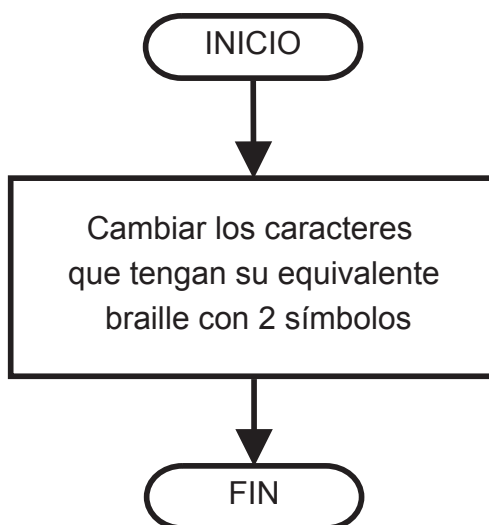 INICIO
Cambiar los caracteres
que tengan su equivalente
braille con 2 símbolos
FIN